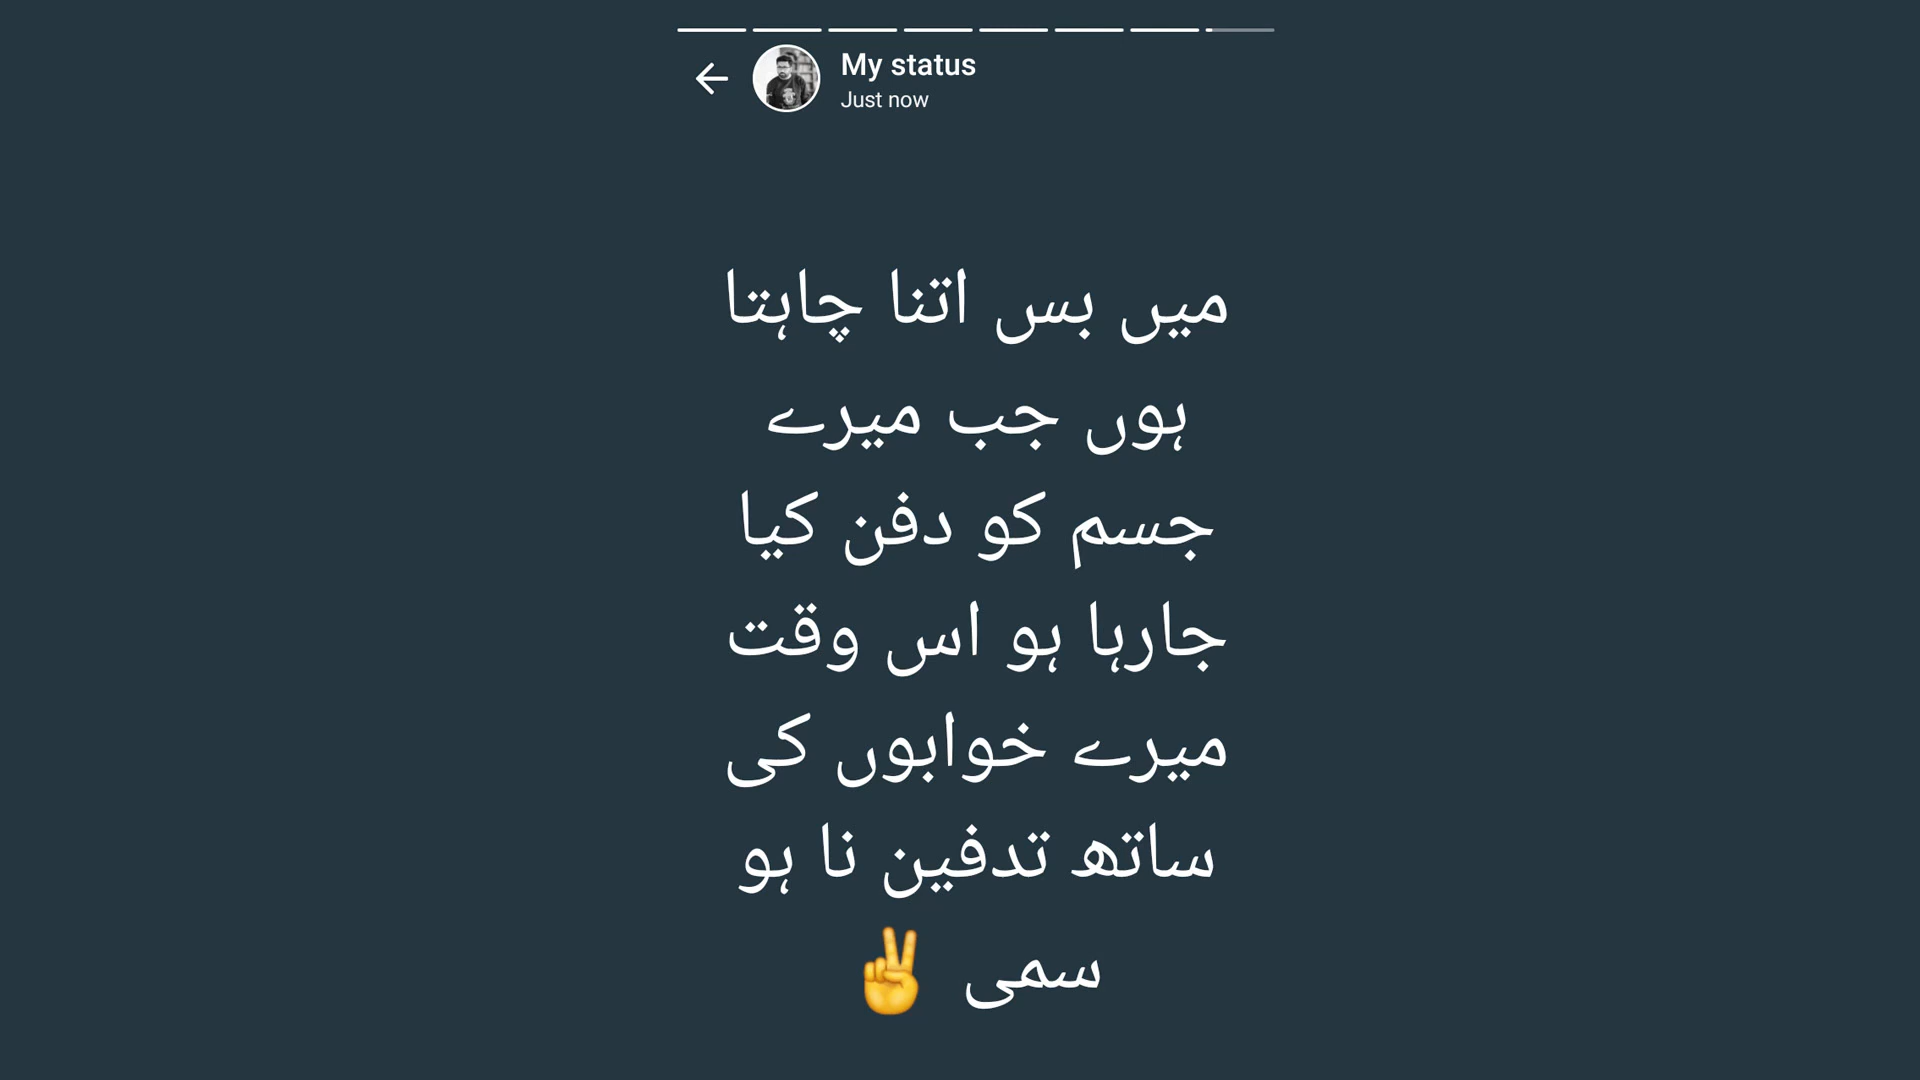 My status
Just now
میں بس اتنا چاہتا
ہوں جب میرے
جسم کو دفن کیا
جارہا ہو اس وقت
میرے خوابوں کی
ساتھ تدفین نا ہو
سمی ✌